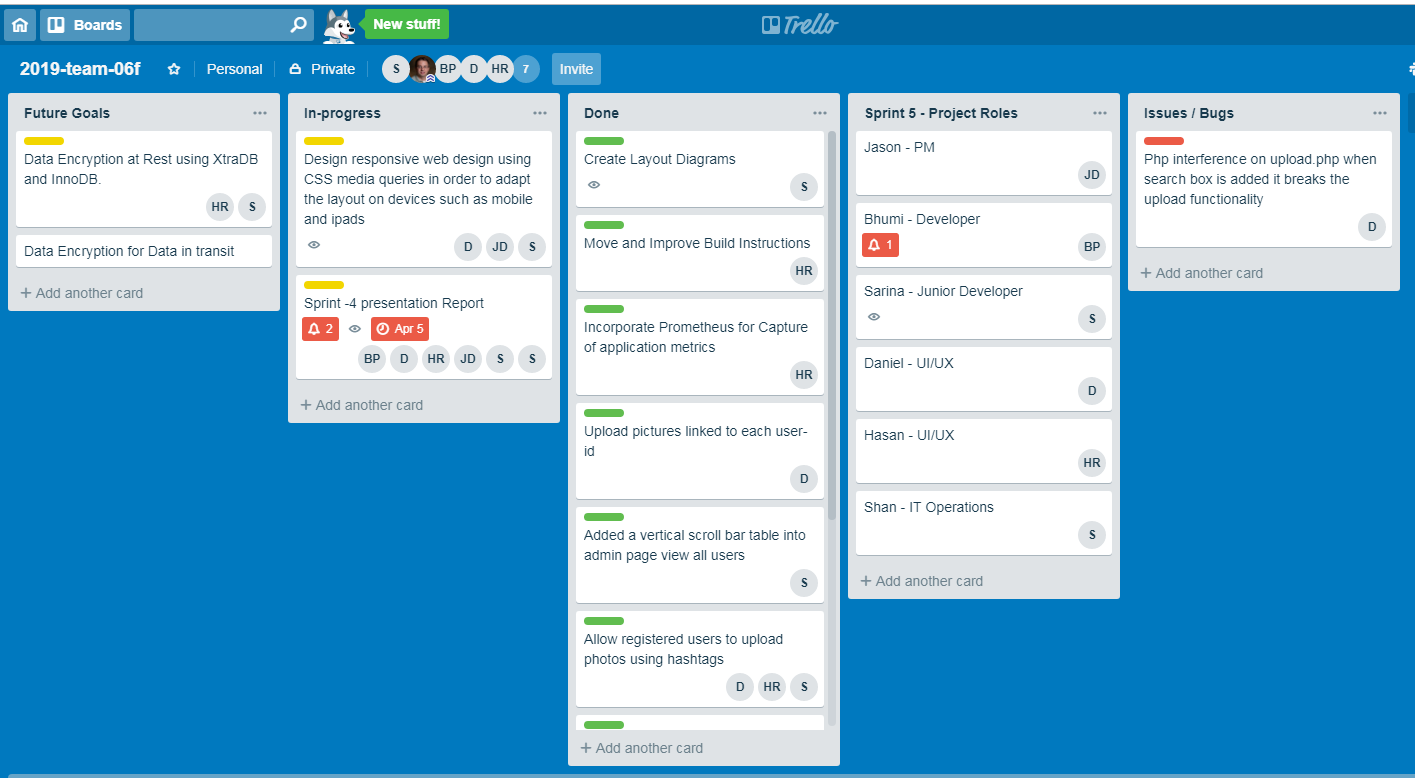 Boards
New stuff!
Trello
2019-team-06f
Personal
Private
S
BP
D
HR
7
Invite
Future Goals
Data Encryption at Rest using XtraDB
and InnoDB.
HR S
Data Encryption for Data in transit
+ Add another card
In-progress
Design responsive web design using
CSS media queries in order to adapt
the layout on devices such as mobile
and ipads
D JD S
Sprint -4 presentation Report
2 Apr 5
BP D HR JD S S
+ Add another card
Done
Create Layout Diagrams
S
Move and Improve Build Instructions
HR
Incorporate Prometheus for Capture
of application metrics
HR
Upload pictures linked to each user-
id
D
Added a vertical scroll bar table into
admin page view all users
S
Allow registered users to upload
photos using hashtags
D HR S
+ Add another card
Sprint 5 - Project Roles
Jason - PM
JD
Bhumi - Developer
1 BP
Sarina - Junior Developer
S
Daniel - UI/UX
D
Hasan - UI/UX
HR
Shan - IT Operations
S
+ Add another card
Issues / Bugs
Php interference on upload.php when
search box is added it breaks the
upload functionality
D
+ Add another card